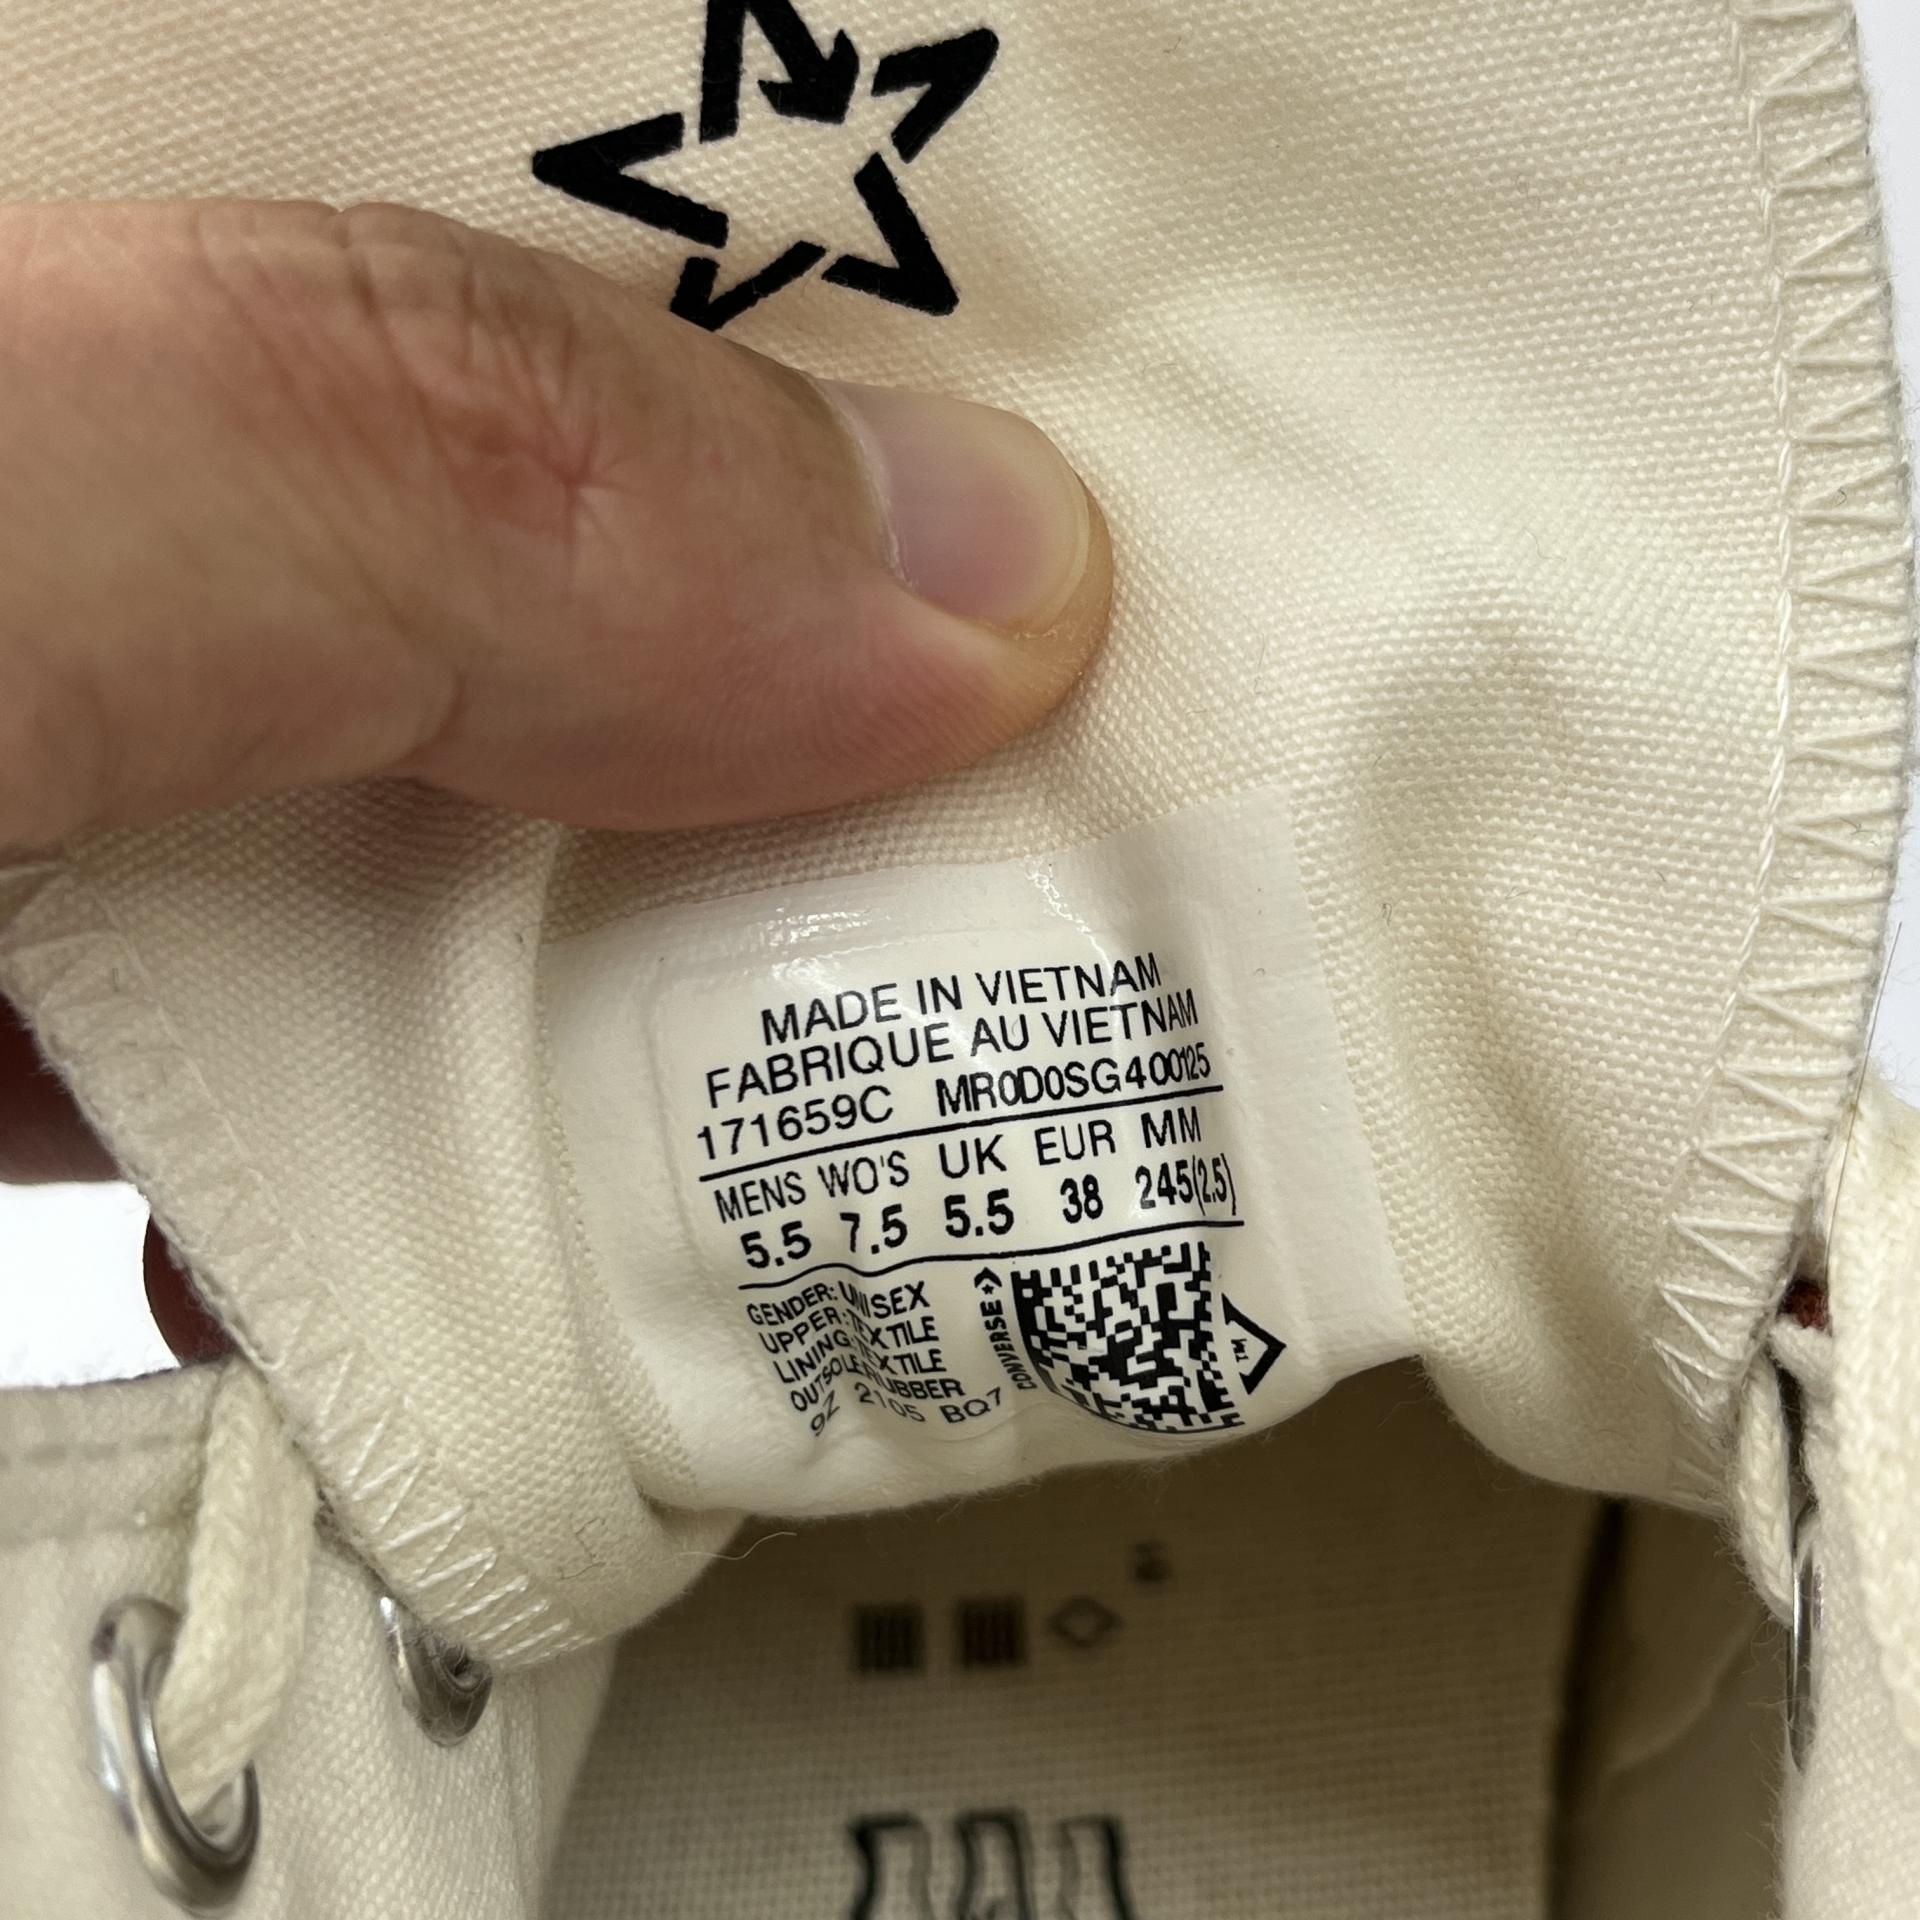 MADE IN VIETNAM
FABRIQUE AU VIETNAM
171659C MR0D0SG400125
MENS WO'S UK EUR MM
5.5 7.5 5.5 38 245(2.5)
GENDER: UNISEX
UPPER:TEXTILE
LINING:TEXTILE
OUTSOLE:RUBBER
9Z 2105 BQ7
CONVERSE
TM